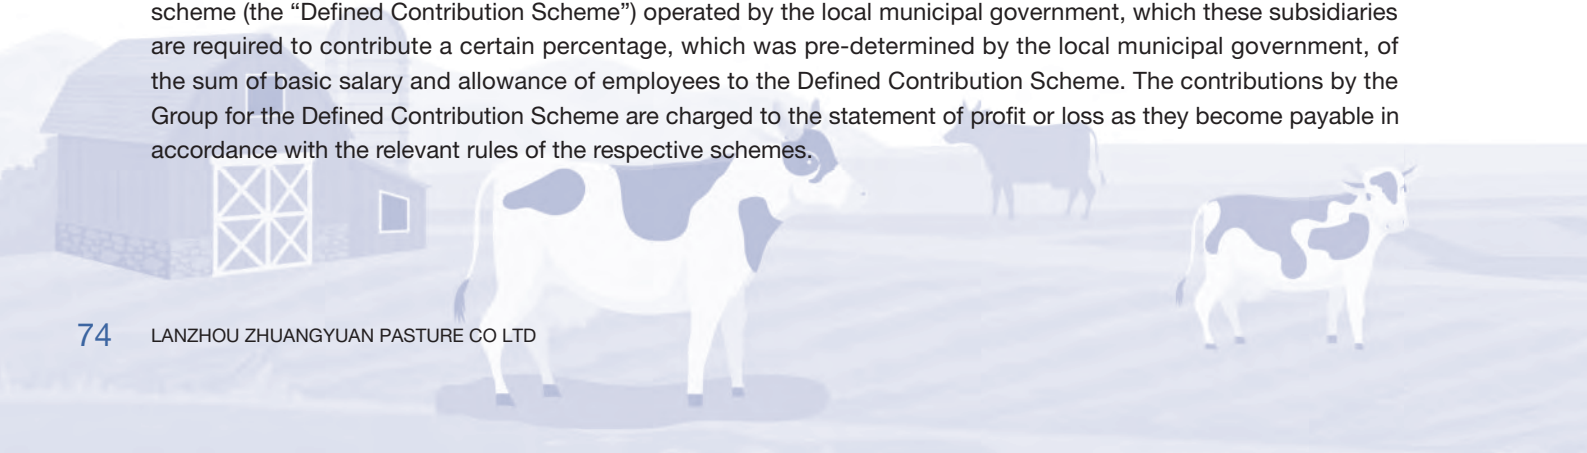 scheme (the “Defined Contribution Scheme”) operated by the local municipal government, which these subsidiaries
are required to contribute a certain percentage, which was pre-determined by the local municipal government, of
the sum of basic salary and allowance of employees to the Defined Contribution Scheme. The contributions by the
Group for the Defined Contribution Scheme are charged to the statement of profit or loss as they become payable in
accordance with the relevant rules of the respective schemes.
74 LANZHOU ZHUANGYUAN PASTURE CO LTD